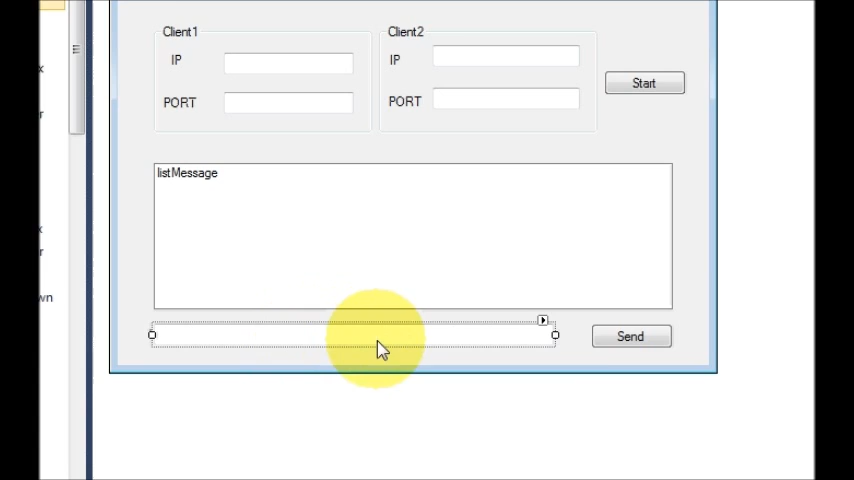 Client1
IP
PORT
Client2
IP
PORT
Start
listMessage
Send